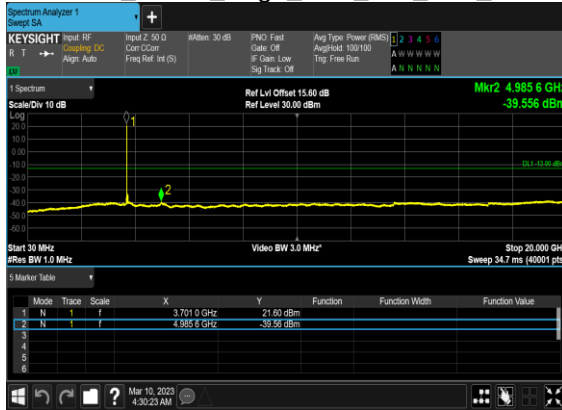 Spectrum Analyzer 1
Swept SA
+
KEYSIGHT Input: RF Input Z: 50 Ω #Atten: 30 dB PNO: Fast Avg Type: Power (RMS) 1 2 3 4 5 6
R T Coupling: DC Corr CCorr Gate: Off Avg|Hold: 100/100 A W W W W W
Align: Auto Freq Ref: Int (S) IF Gain: Low Trig: Free Run
LU Sig Track: Off A N N N N N
1 Spectrum Ref Lvl Offset 15.60 dB Mkr2 4.985 6 GHz
Scale/Div 10 dB Ref Level 30.00 dBm -39.556 dBm
Log
20.0
10.0
0.00
-10.0
-20.0
-30.0
-40.0
-50.0
-60.0
1
2
DL1 -13.00 dBm
Start 30 MHz Video BW 3.0 MHz* Stop 20.000 GHz
#Res BW 1.0 MHz Sweep 34.7 ms (40001 pts)
5 Marker Table
Mode Trace Scale X Y Function Function Width Function Value
1 N 1 f 3.701 0 GHz 21.60 dBm
2 N 1 f 4.985 6 GHz -39.56 dBm
3
4
5
6
? Mar 10, 2023
4:30:23 AM